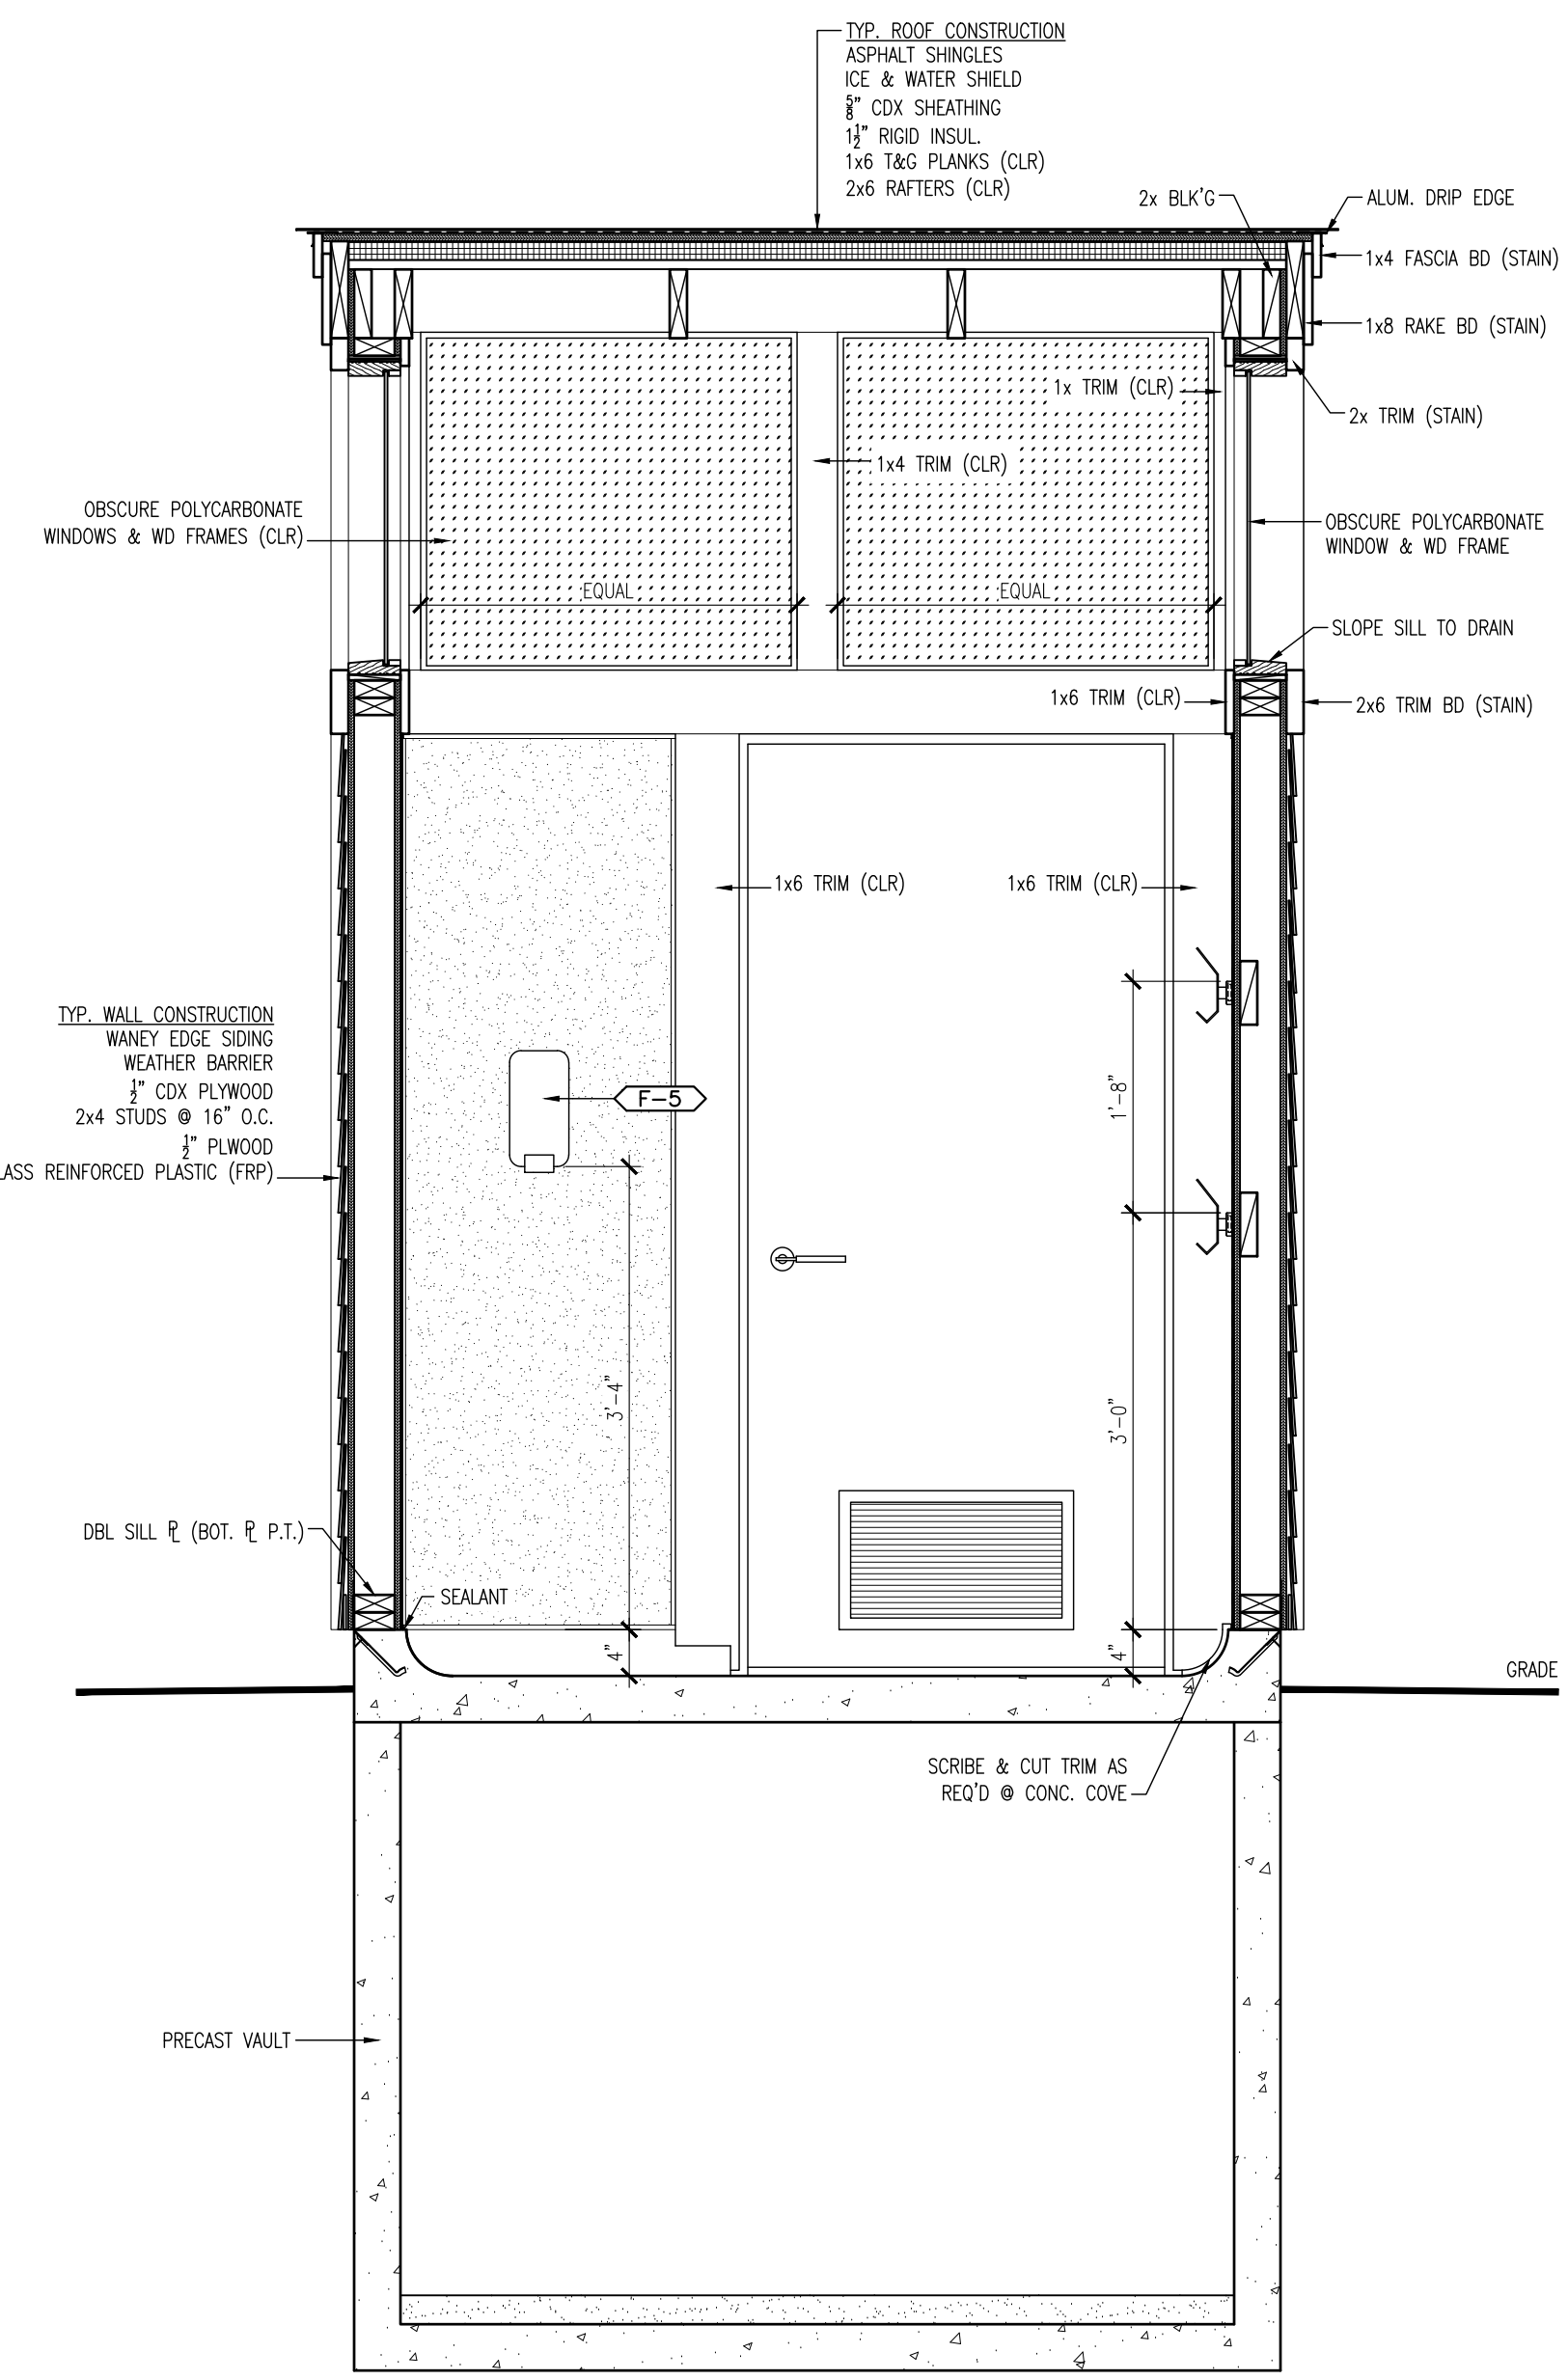 TYP. ROOF CONSTRUCTION
ASPHALT SHINGLES
ICE & WATER SHIELD
5/8" CDX SHEATHING
1 1/2" RIGID INSUL.
1x6 T&G PLANKS (CLR)
2x6 RAFTERS (CLR)
2x BLK'G
ALUM. DRIP EDGE
1x4 FASCIA BD (STAIN)
1x8 RAKE BD (STAIN)
1x TRIM (CLR)
2x TRIM (STAIN)
1x4 TRIM (CLR)
OBSCURE POLYCARBONATE
WINDOWS & WD FRAMES (CLR)
OBSCURE POLYCARBONATE
WINDOW & WD FRAME
EQUAL
EQUAL
SLOPE SILL TO DRAIN
1x6 TRIM (CLR)
2x6 TRIM BD (STAIN)
1x6 TRIM (CLR)
1x6 TRIM (CLR)
TYP. WALL CONSTRUCTION
WANEY EDGE SIDING
WEATHER BARRIER
1/2" CDX PLYWOOD
2x4 STUDS @ 16" O.C.
1/2" PLWOOD
REINFORCED PLASTIC (FRP)
F-5
1'-8"
3'-4"
3'-0"
DBL SILL ⅊ (BOT. ⅊ P.T.)
SEALANT
4"
4"
GRADE
SCRIBE & CUT TRIM AS
REQ'D @ CONC. COVE
PRECAST VAULT